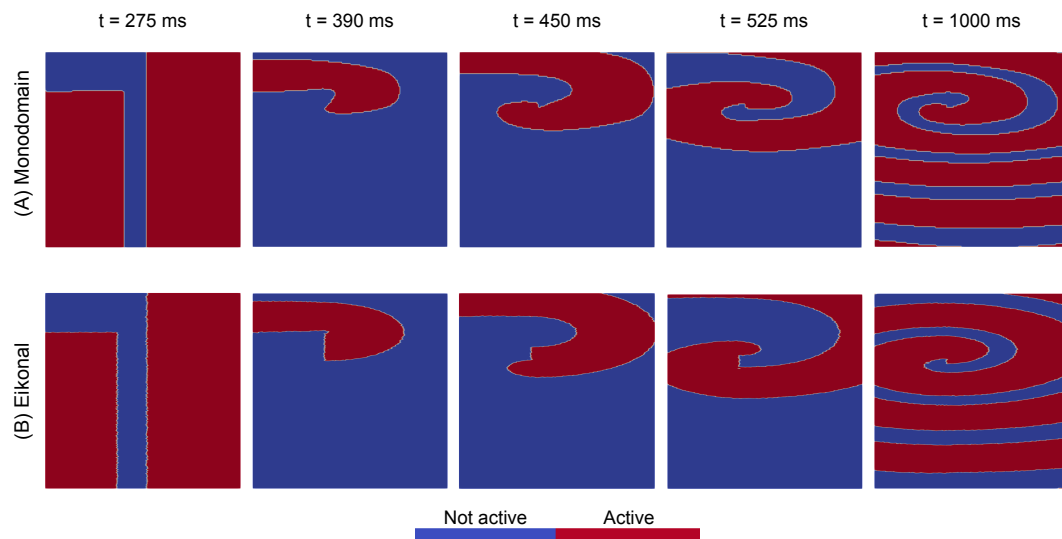 t = 275 ms
t = 390 ms
t = 450 ms
t = 525 ms
t = 1000 ms
(A) Monodomain
(B) Eikonal
Not active
Active